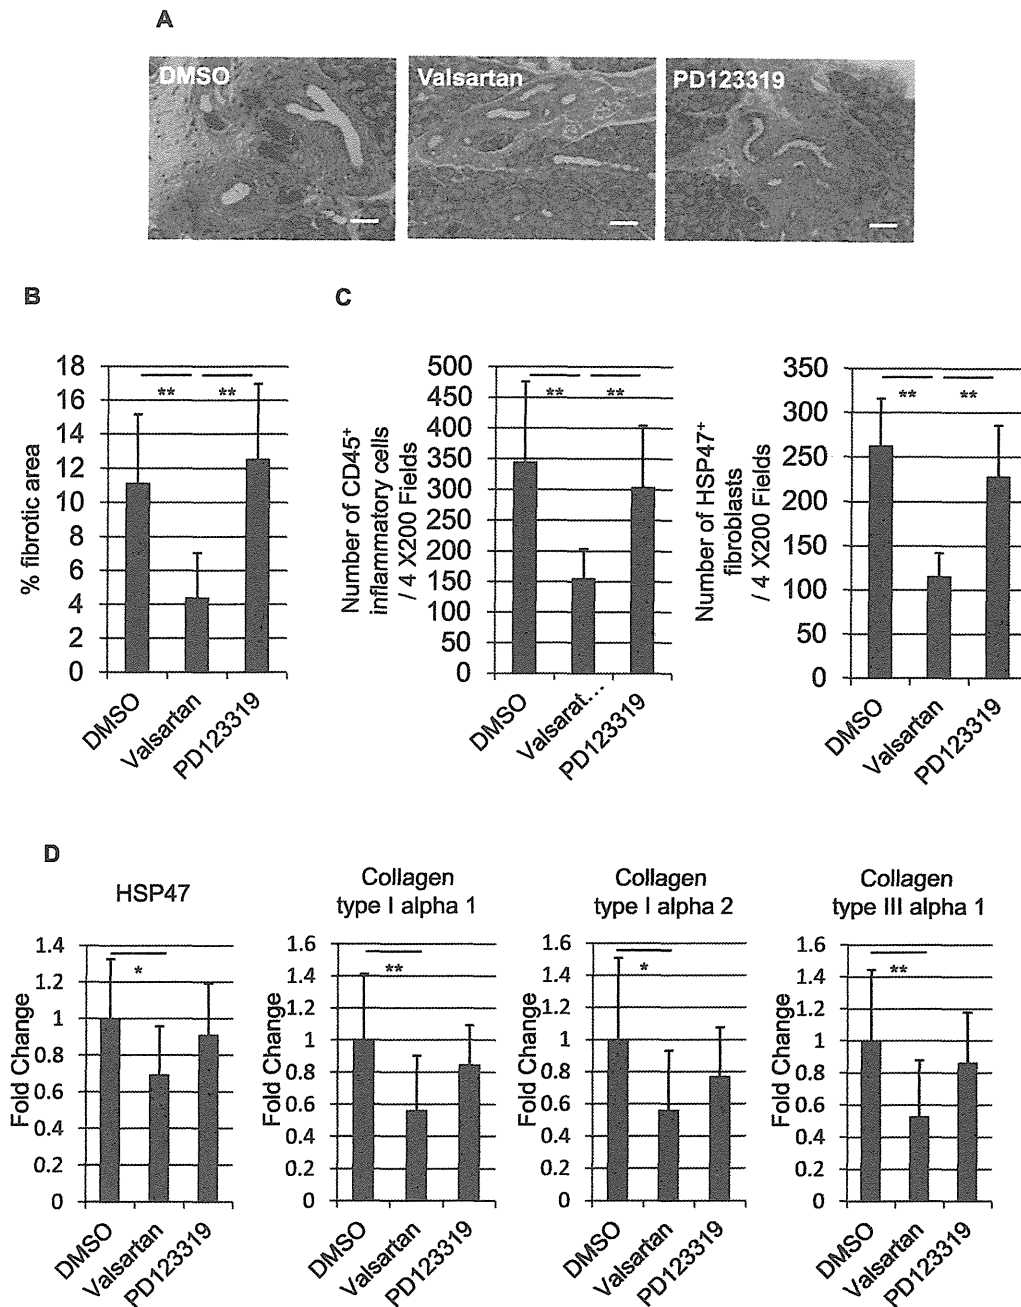 A
DMSO
Valsartan
PD123319
B
C
% fibrotic area
18
16
14
12
10
8
6
4
2
0
**
**
DMSO
Valsartan
PD123319
Number of CD45⁺
inflammatory cells
/ 4 X200 Fields
500
450
400
350
300
250
200
150
100
50
0
**
**
DMSO
Valsarat...
PD123319
Number of HSP47⁺
fibroblasts
/ 4 X200 Fields
350
300
250
200
150
100
50
0
**
**
DMSO
Valsartan
PD123319
D
HSP47
Fold Change
1.4
1.2
1
0.8
0.6
0.4
0.2
0
*
DMSO
Valsartan
PD123319
Collagen
type I alpha 1
Fold Change
1.6
1.4
1.2
1
0.8
0.6
0.4
0.2
0
**
DMSO
Valsartan
PD123319
Collagen
type I alpha 2
Fold Change
1.6
1.4
1.2
1
0.8
0.6
0.4
0.2
0
*
DMSO
Valsartan
PD123319
Collagen
type III alpha 1
Fold Change
1.6
1.4
1.2
1
0.8
0.6
0.4
0.2
0
**
DMSO
Valsartan
PD123319